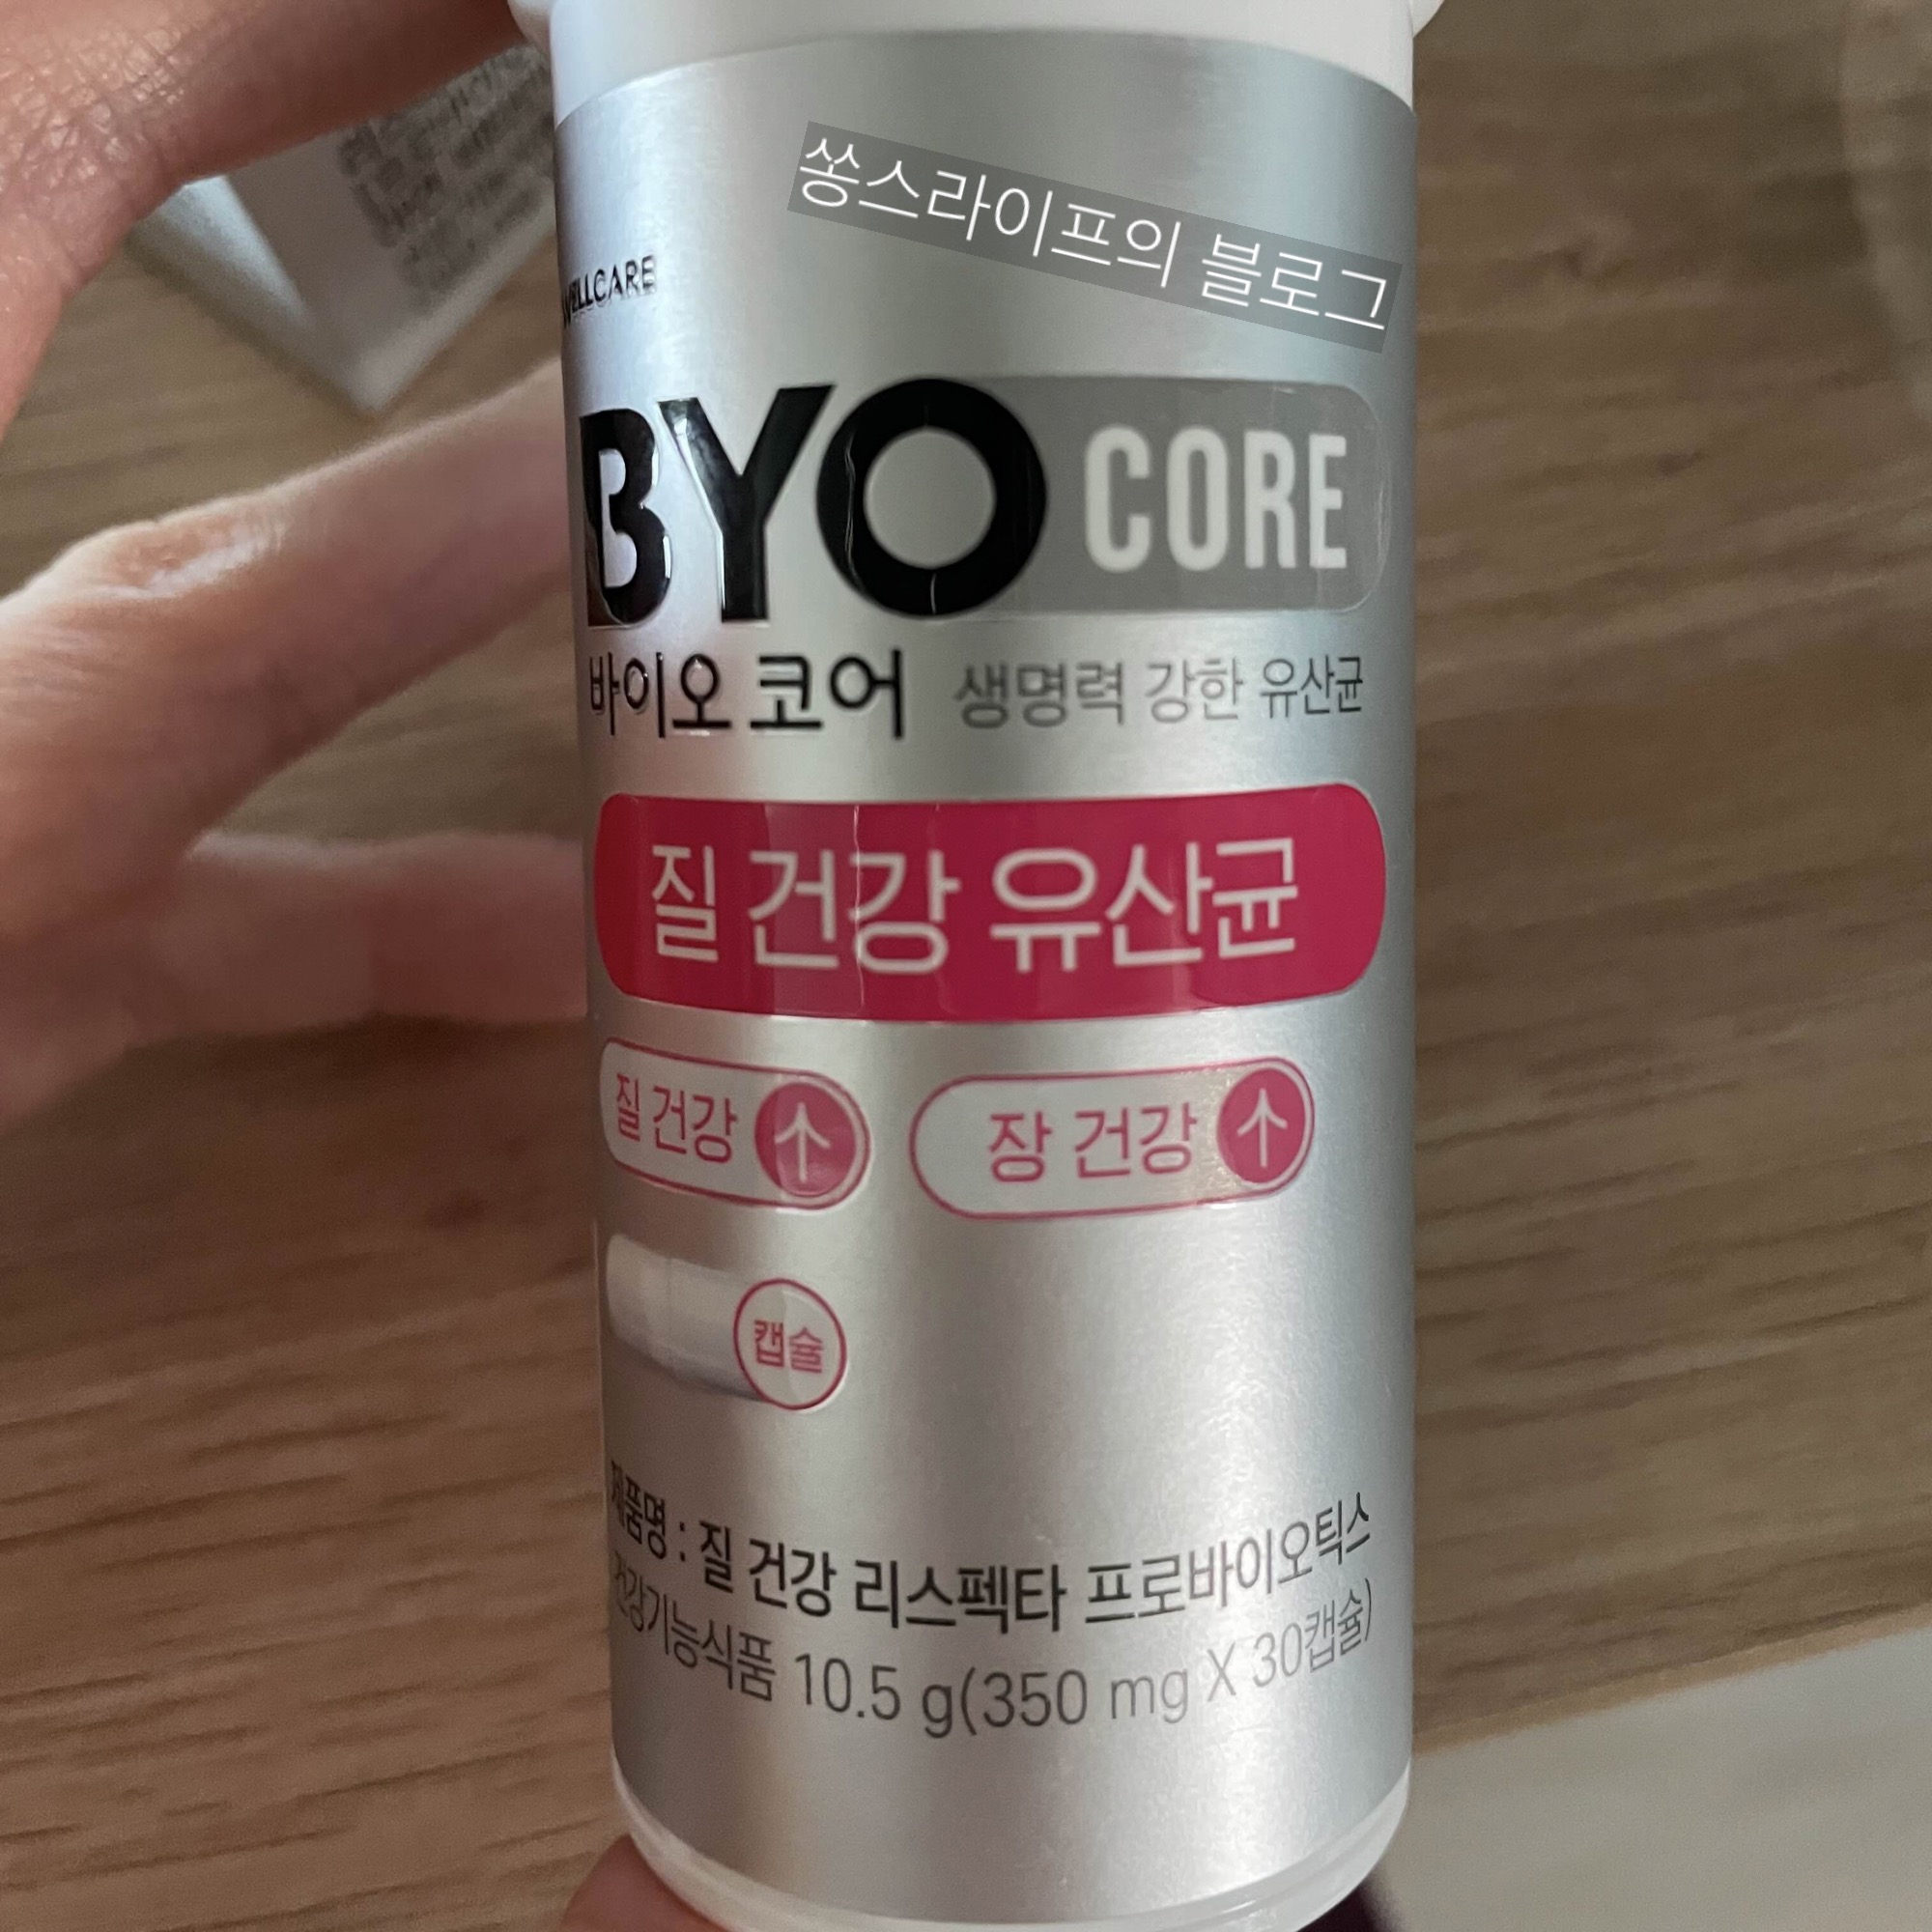 쏭스라이프의 블로그
WELLCARE
BYO CORE
바이오 코어 생명력 강한 유산균
질 건강 유산균
질 건강 장 건강
캡슐
제품명 : 질 건강 리스펙타 프로바이오틱스
건강기능식품 10.5 g(350 mg X 30캡슐)